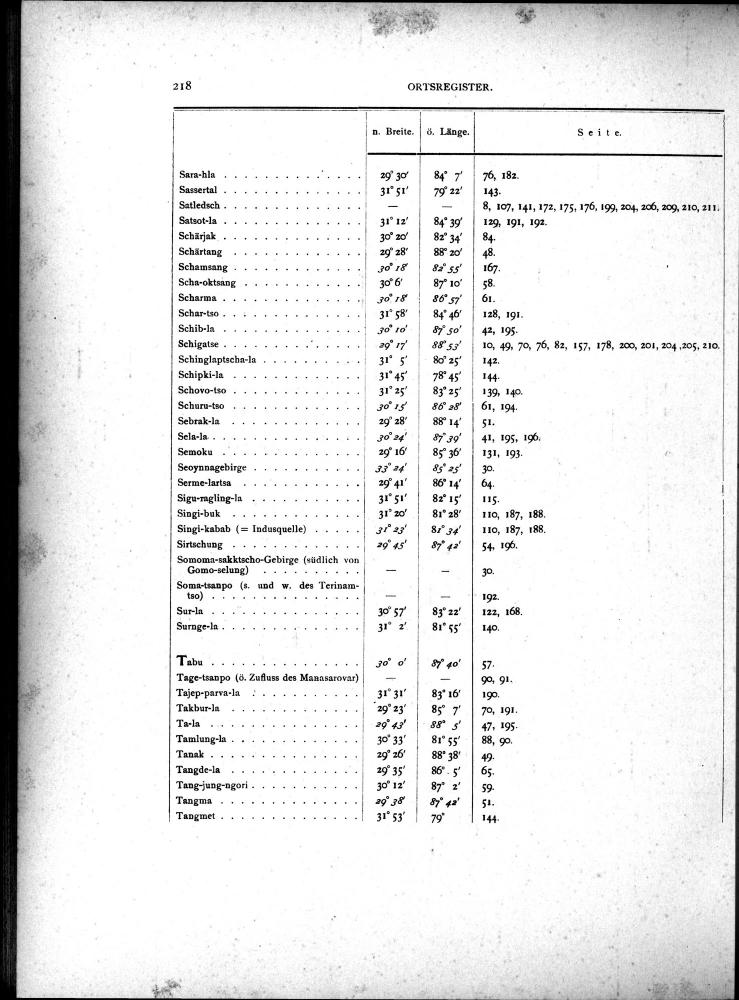 218
ORTSREGISTER.
n. Breite. ö. Länge. Seite.
Sara-hla 29° 30′ 84° 7′ 76, 182.
Sassertal 31° 51′ 79° 22′ 143.
Satledsch — — 8, 107, 141, 172, 175, 176, 199, 204, 206, 209, 210, 211.
Satsot-la 31° 12′ 84° 39′ 129, 191, 192.
Schärjak 30° 20′ 82° 34′ 84.
Schärtang 29° 28′ 88° 20′ 48.
Schamsang 30° 18′ 82° 55′ 167.
Scha-oktsang 30° 6′ 87° 10′ 58.
Scharma 30° 18′ 86° 57′ 61.
Schar-tso 31° 58′ 84° 46′ 128, 191.
Schib-la 30° 10′ 87° 50′ 42, 195.
Schigatse 29° 17′ 88° 53′ 10, 49, 70, 76, 82, 157, 178, 200, 201, 204, 205, 210.
Schinglaptscha-la 31° 5′ 80° 25′ 142.
Schipki-la 31° 45′ 78° 45′ 144.
Schovo-tso 31° 25′ 83° 25′ 139, 140.
Schuru-tso 30° 15′ 86° 28′ 61, 194.
Sebrak-la 29° 28′ 88° 14′ 51.
Sela-la 30° 24′ 87° 39′ 41, 195, 196.
Semoku 29° 16′ 85° 36′ 131, 193.
Seoynnagebirge 33° 24′ 85° 25′ 30.
Serme-lartsa 29° 41′ 86° 14′ 64.
Sigu-ragling-la 31° 51′ 82° 15′ 115.
Singi-buk 31° 20′ 81° 28′ 110, 187, 188.
Singi-kabab (= Indusquelle) 31° 23′ 81° 34′ 110, 187, 188.
Sirtschung 29° 45′ 87° 42′ 54, 196.
Somoma-sakktscho-Gebirge (südlich von
Gomo-selung) — — 30.
Soma-tsanpo (s. und w. des Terinam-
tso) — — 192.
Sur-la 30° 57′ 83° 22′ 122, 168.
Surnge-la 31° 2′ 81° 55′ 140.
Tabu 30° 0′ 87° 40′ 57.
Tage-tsanpo (ö. Zufluss des Manasarovar) — — 90, 91.
Tajep-parva-la 31° 31′ 83° 16′ 190.
Takbur-la 29° 23′ 85° 7′ 70, 191.
Ta-la 29° 43′ 88° 5′ 47, 195.
Tamlung-la 30° 33′ 81° 55′ 88, 90.
Tanak 29° 26′ 88° 38′ 49.
Tangde-la 29° 35′ 86° 5′ 65.
Tang-jung-ngori 30° 12′ 87° 2′ 59.
Tangma 29° 38′ 87° 42′ 51.
Tangmet 31° 53′ 79° 144.